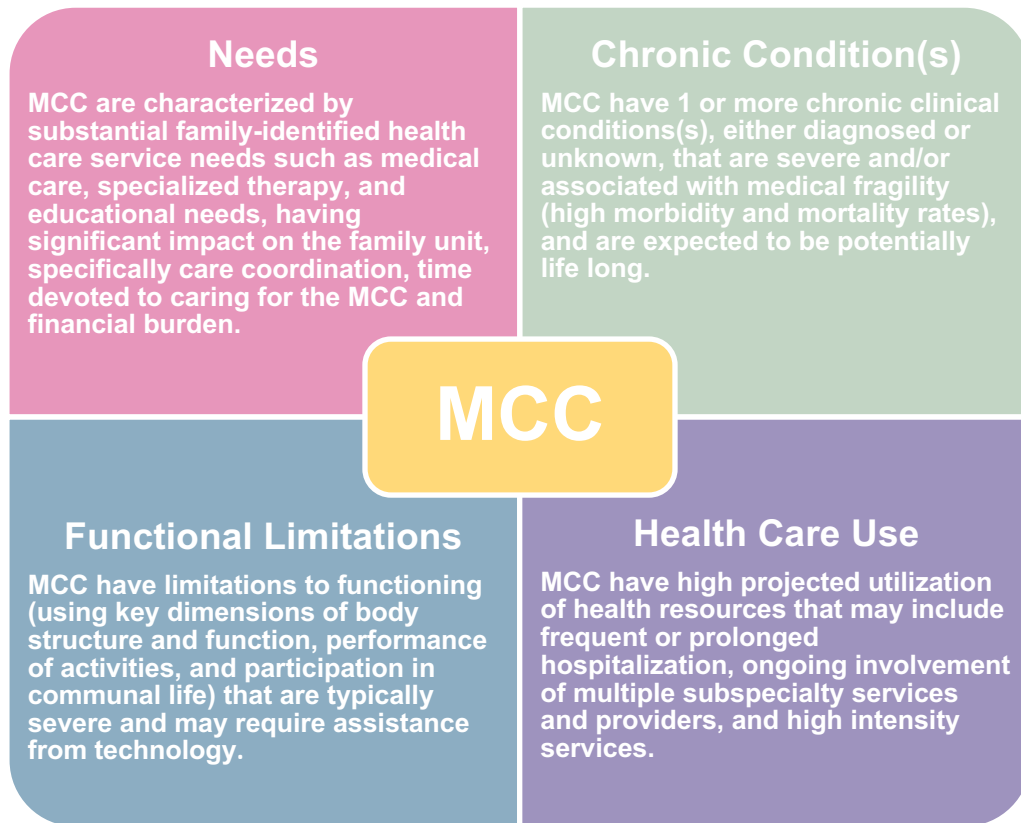 Needs
MCC are characterized by
substantial family-identified health
care service needs such as medical
care, specialized therapy, and
educational needs, having
significant impact on the family unit,
specifically care coordination, time
devoted to caring for the MCC and
financial burden.
Chronic Condition(s)
MCC have 1 or more chronic clinical
conditions(s), either diagnosed or
unknown, that are severe and/or
associated with medical fragility
(high morbidity and mortality rates),
and are expected to be potentially
life long.
MCC
Functional Limitations
MCC have limitations to functioning
(using key dimensions of body
structure and function, performance
of activities, and participation in
communal life) that are typically
severe and may require assistance
from technology.
Health Care Use
MCC have high projected utilization
of health resources that may include
frequent or prolonged
hospitalization, ongoing involvement
of multiple subspecialty services
and providers, and high intensity
services.